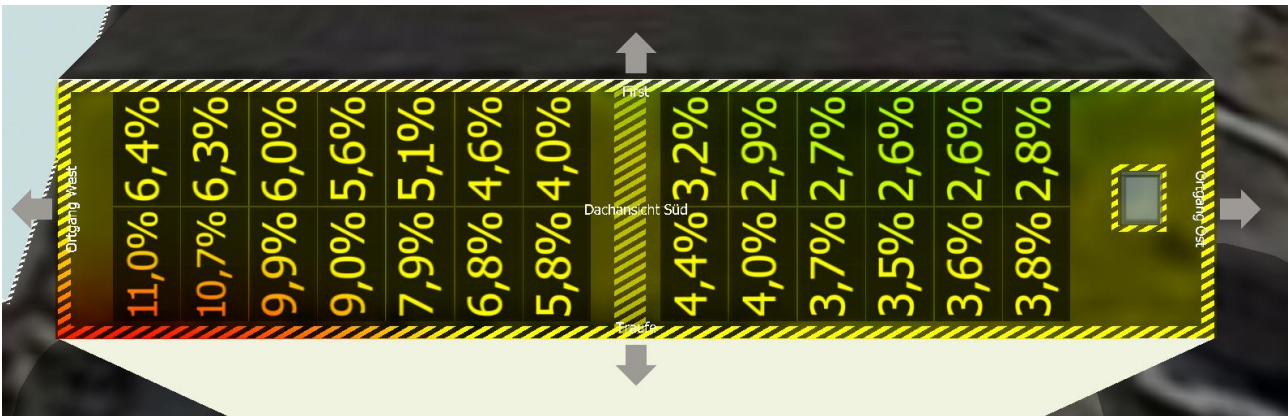 First
6,4% 6,3% 6,0% 5,6% 5,1% 4,6% 4,0% 3,2% 2,9% 2,7% 2,6% 2,6% 2,8%
Ortgang West
Dachansicht Süd
Ortgang Ost
11,0% 10,7% 9,9% 9,0% 7,9% 6,8% 5,8% 4,4% 4,0% 3,7% 3,5% 3,6% 3,8%
Traufe